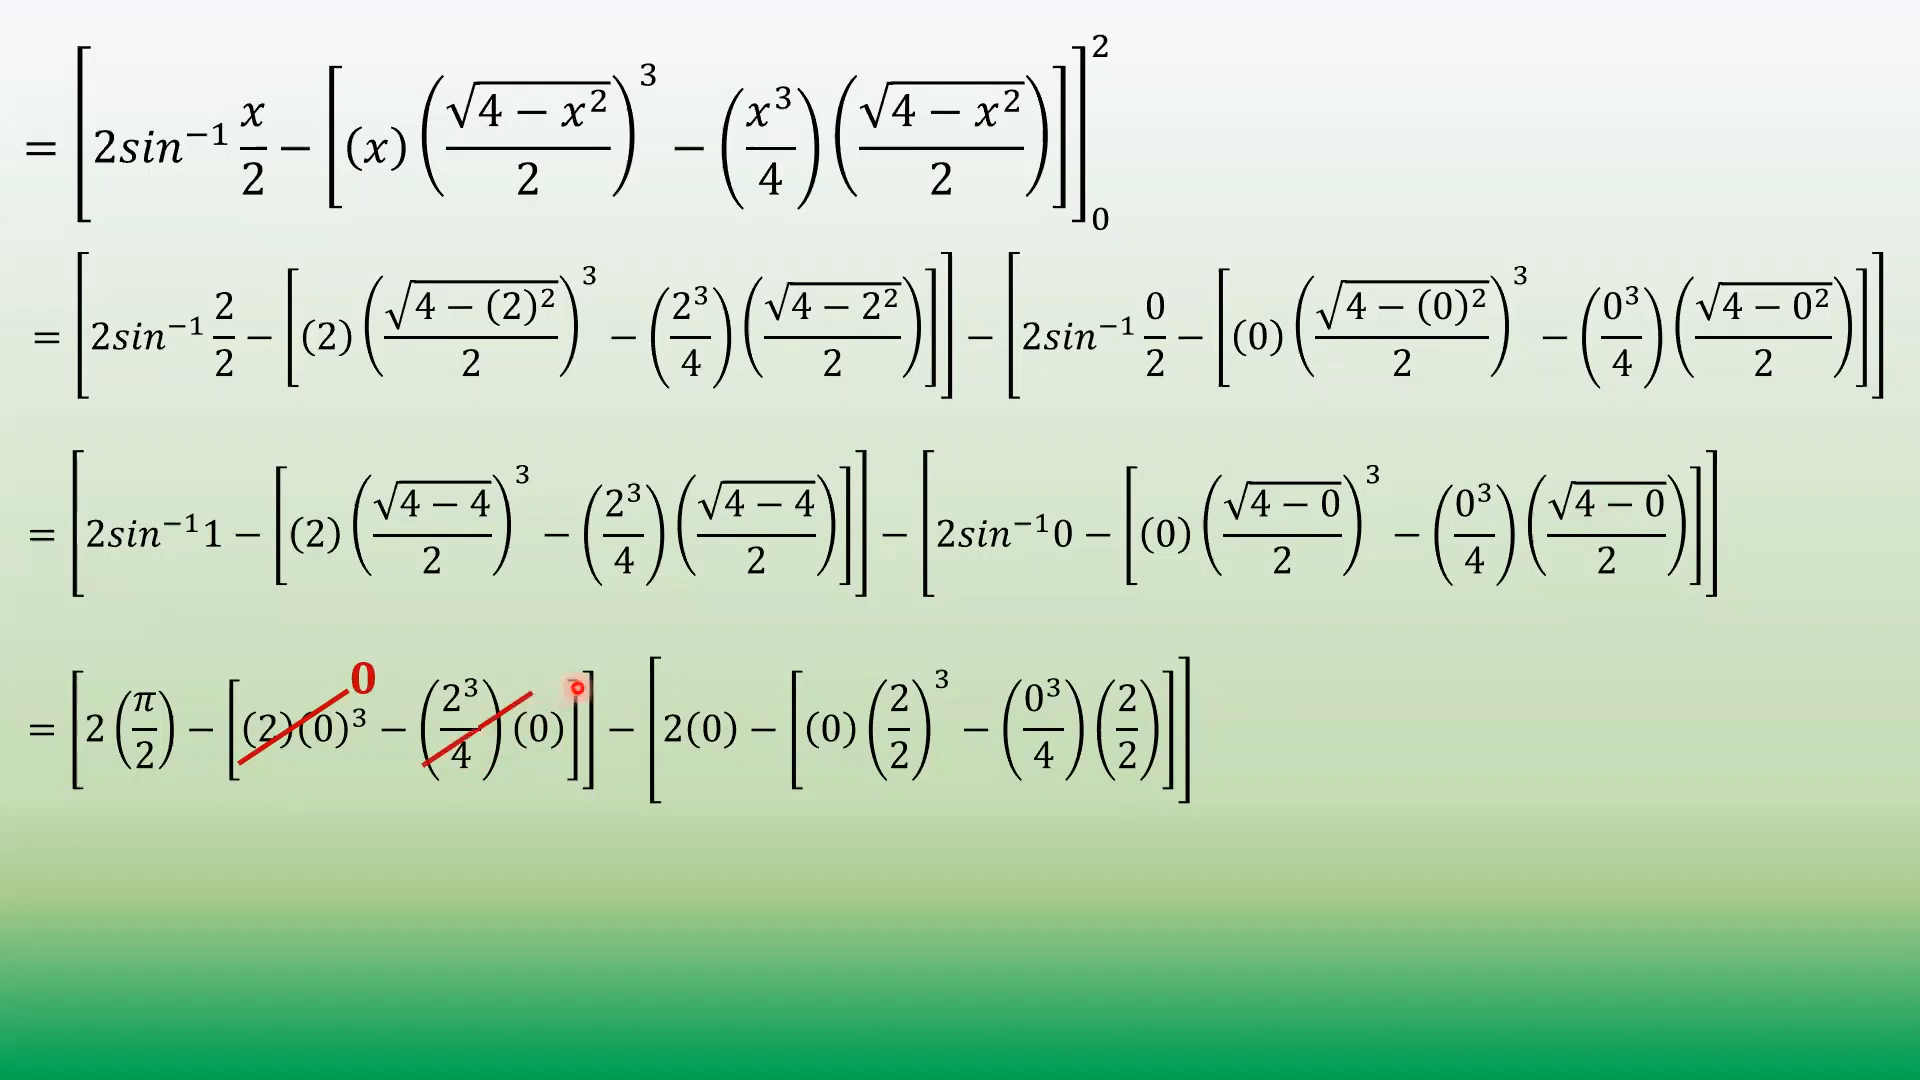 = [2sin⁻¹ x/2 − [(x)(√(4 − x²)/2)³ − (x³/4)(√(4 − x²)/2)]]₀²
= [2sin⁻¹ 2/2 − [(2)(√(4 − (2)²)/2)³ − (2³/4)(√(4 − 2²)/2)]] − [2sin⁻¹ 0/2 − [(0)(√(4 − (0)²)/2)³ − (0³/4)(√(4 − 0²)/2)]]
= [2sin⁻¹1 − [(2)(√(4 − 4)/2)³ − (2³/4)(√(4 − 4)/2)]] − [2sin⁻¹0 − [(0)(√(4 − 0)/2)³ − (0³/4)(√(4 − 0)/2)]]
0
= [2(π/2) − [(2)(0)³ − (2³/4)(0)]] − [2(0) − [(0)(2/2)³ − (0³/4)(2/2)]]